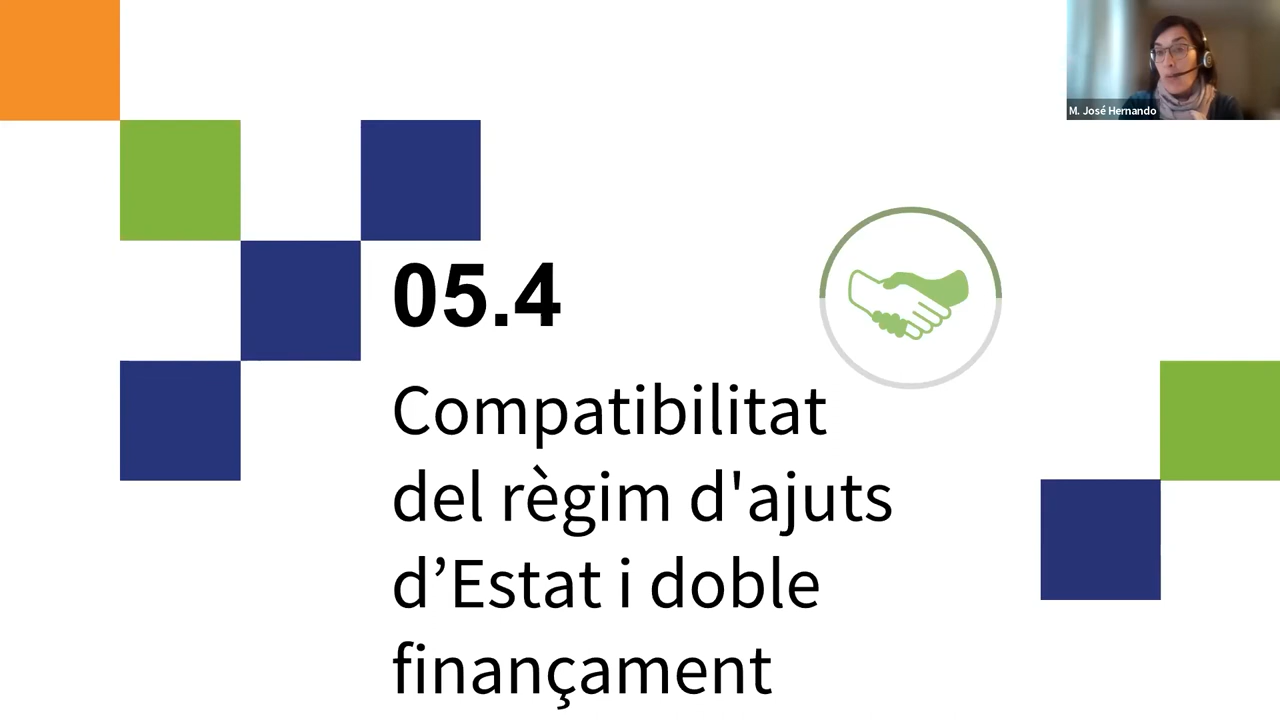 M. José Hernando
05.4
Compatibilitat
del règim d'ajuts
d’Estat i doble
finançament